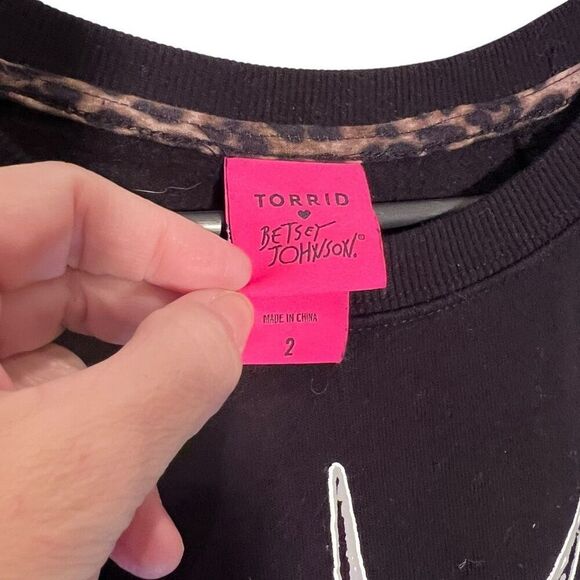 TORRID
♥
BETSEY
JOHNSON.®
MADE IN CHINA
2